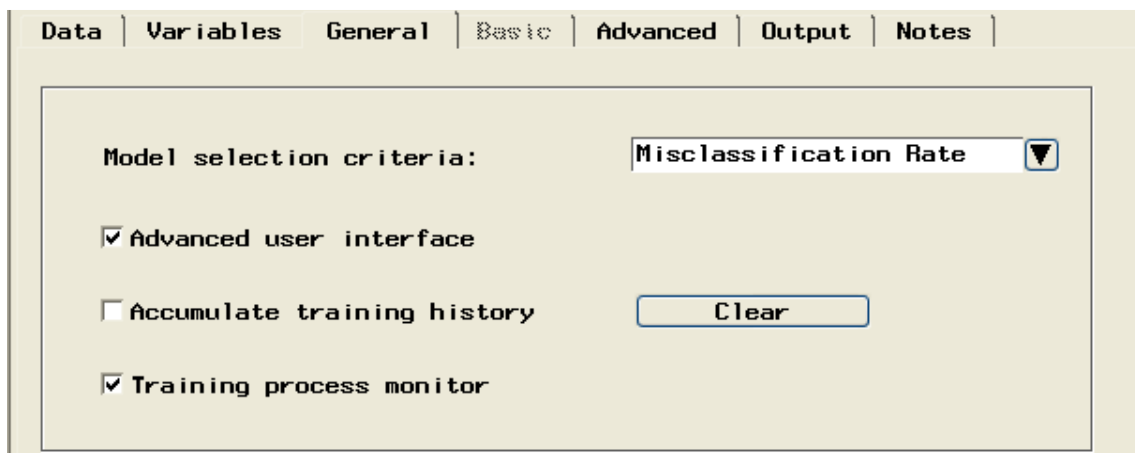 Data Variables General Basic Advanced Output Notes
Model selection criteria: Misclassification Rate
Advanced user interface
Accumulate training history Clear
Training process monitor